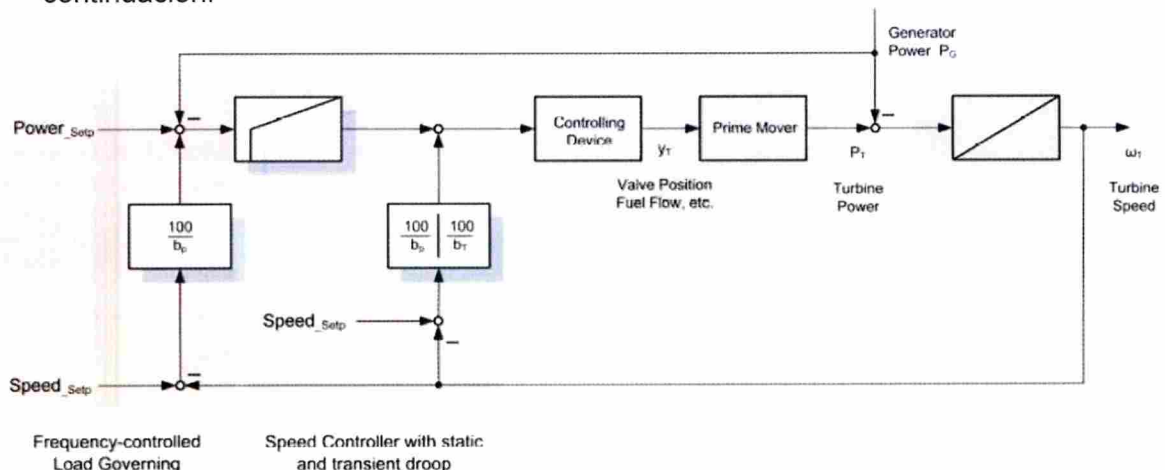 continuación.
Generator
Power P_G
Power_Setp
Controlling
Device
Prime Mover
y_T
P_T
ω_T
Valve Position
Fuel Flow, etc.
Turbine
Power
Turbine
Speed
100
b_p
100
b_p
100
b_T
Speed_Setp
Speed_Setp
Frequency-controlled
Load Governing
Speed Controller with static
and transient droop